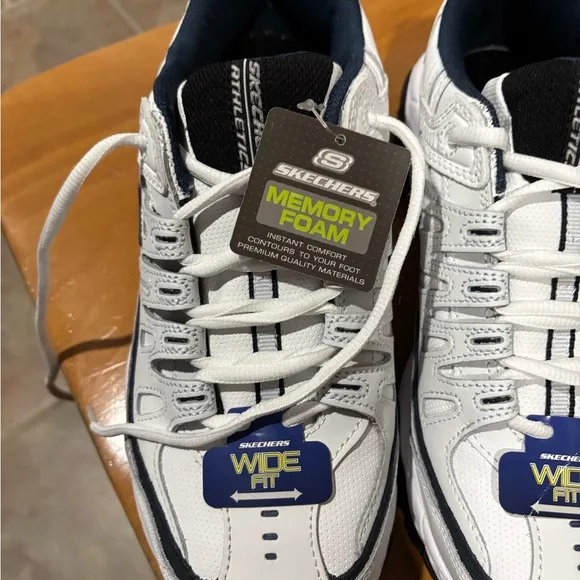 SKECHERS
ATHLETIC
S
SKECHERS
MEMORY
FOAM
INSTANT COMFORT
CONTOURS TO YOUR FOOT
PREMIUM QUALITY MATERIALS
SKECHERS
WIDE
FIT
SKECHERS
WID
FIT